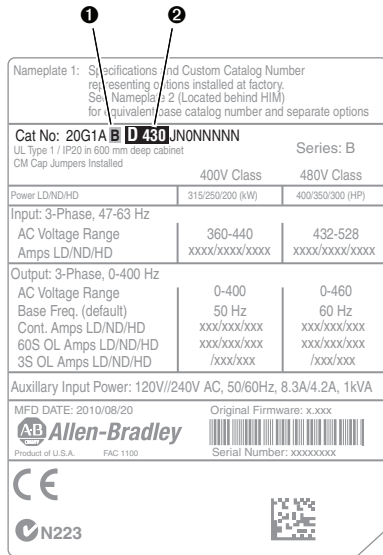 ❶ ❷
Nameplate 1: Specifications and Custom Catalog Number
representing options installed at factory.
See Nameplate 2 (Located behind HIM)
for equivalent base catalog number and separate options
Cat No: 20G1A B D 430 JN0NNNNN
UL Type 1 / IP20 in 600 mm deep cabinet
Series: B
CM Cap Jumpers Installed
400V Class 480V Class
Power LD/ND/HD 315/250/200 (kW) 400/350/300 (HP)
Input: 3-Phase, 47-63 Hz
AC Voltage Range 360-440 432-528
Amps LD/ND/HD xxxx/xxxx/xxxx xxxx/xxxx/xxxx
Output: 3-Phase, 0-400 Hz
AC Voltage Range 0-400 0-460
Base Freq. (default) 50 Hz 60 Hz
Cont. Amps LD/ND/HD xxx/xxx/xxx xxx/xxx/xxx
60S OL Amps LD/ND/HD xxx/xxx/xxx xxx/xxx/xxx
3S OL Amps LD/ND/HD /xxx/xxx /xxx/xxx
Auxillary Input Power: 120V//240V AC, 50/60Hz, 8.3A/4.2A, 1kVA
MFD DATE: 2010/08/20 Original Firmware: x.xxx
AB Allen-Bradley
Product of U.S.A. FAC 1100 Serial Number: xxxxxxxx
CE
N223